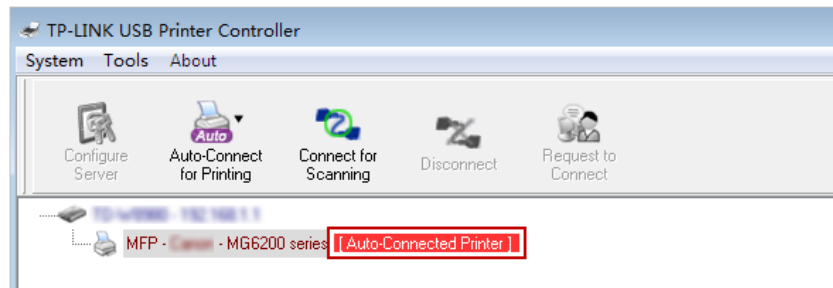 TP-LINK USB Printer Controller
System Tools About
Auto
Configure Server
Auto-Connect for Printing
Connect for Scanning
Disconnect
Request to Connect
MFP - - MG6200 series [ Auto-Connected Printer ]